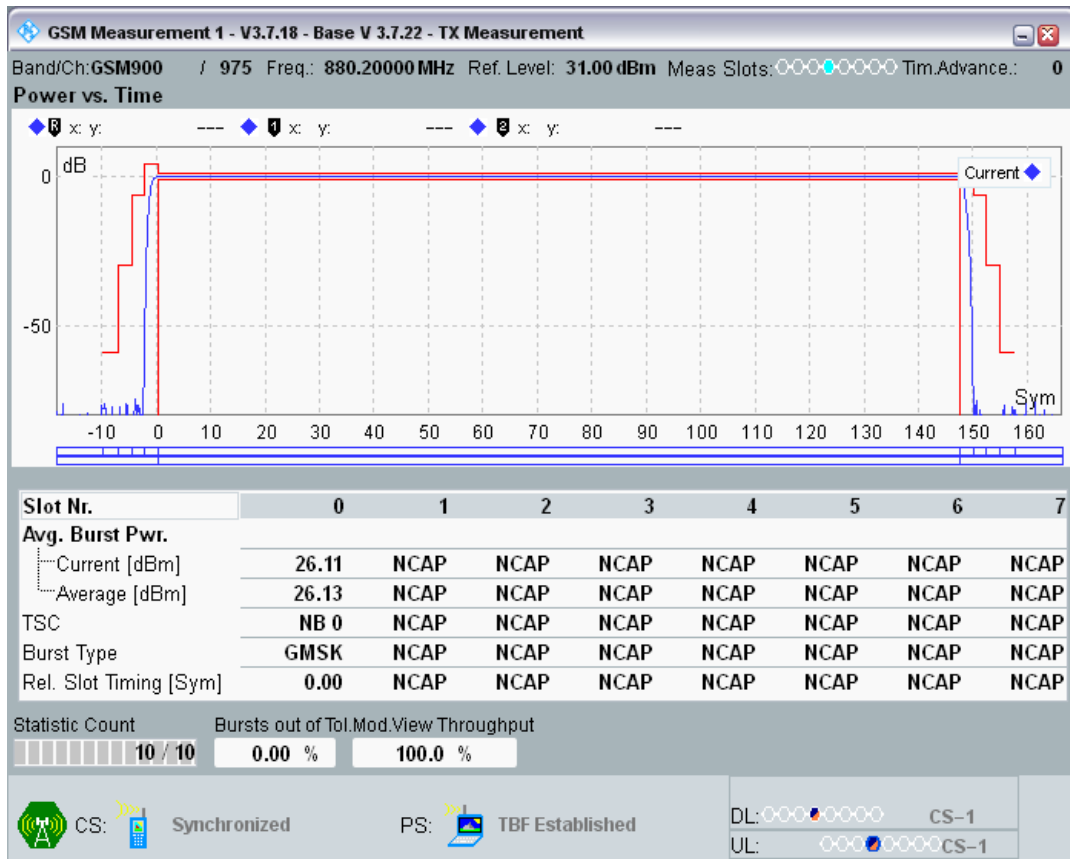 GSM Measurement 1 - V3.7.18 - Base V 3.7.22 - TX Measurement
Band/Ch:GSM900 / 975 Freq.: 880.20000 MHz Ref. Level: 31.00 dBm Meas Slots: Tim.Advance.: 0
Power vs. Time
R x: y: --- 1 x: y: --- 2 x: y: ---
dB
Current
0
-50
Sym
-10 0 10 20 30 40 50 60 70 80 90 100 110 120 130 140 150 160
Slot Nr. 0 1 2 3 4 5 6 7
Avg. Burst Pwr.
Current [dBm] 26.11 NCAP NCAP NCAP NCAP NCAP NCAP NCAP
Average [dBm] 26.13 NCAP NCAP NCAP NCAP NCAP NCAP NCAP
TSC NB 0 NCAP NCAP NCAP NCAP NCAP NCAP NCAP
Burst Type GMSK NCAP NCAP NCAP NCAP NCAP NCAP NCAP
Rel. Slot Timing [Sym] 0.00 NCAP NCAP NCAP NCAP NCAP NCAP NCAP
Statistic Count Bursts out of Tol. Mod.View Throughput
10 / 10 0.00 % 100.0 %
CS: Synchronized PS: TBF Established
DL: CS-1
UL: CS-1